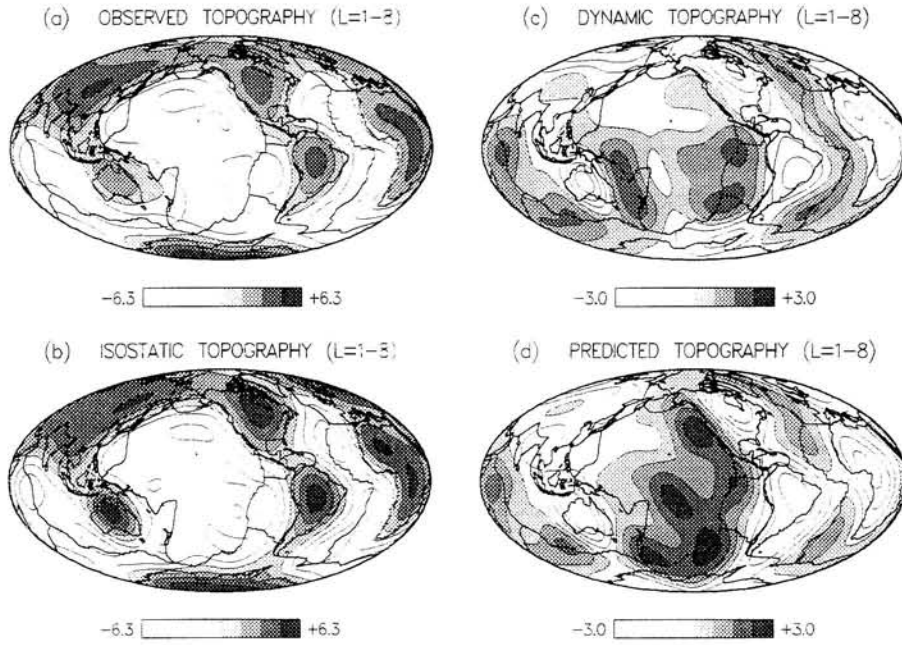 (a) OBSERVED TOPOGRAPHY (L=1-8)
-6.3 +6.3
(b) ISOSTATIC TOPOGRAPHY (L=1-8)
-6.3 +6.3
(c) DYNAMIC TOPOGRAPHY (L=1-8)
-3.0 +3.0
(d) PREDICTED TOPOGRAPHY (L=1-8)
-3.0 +3.0